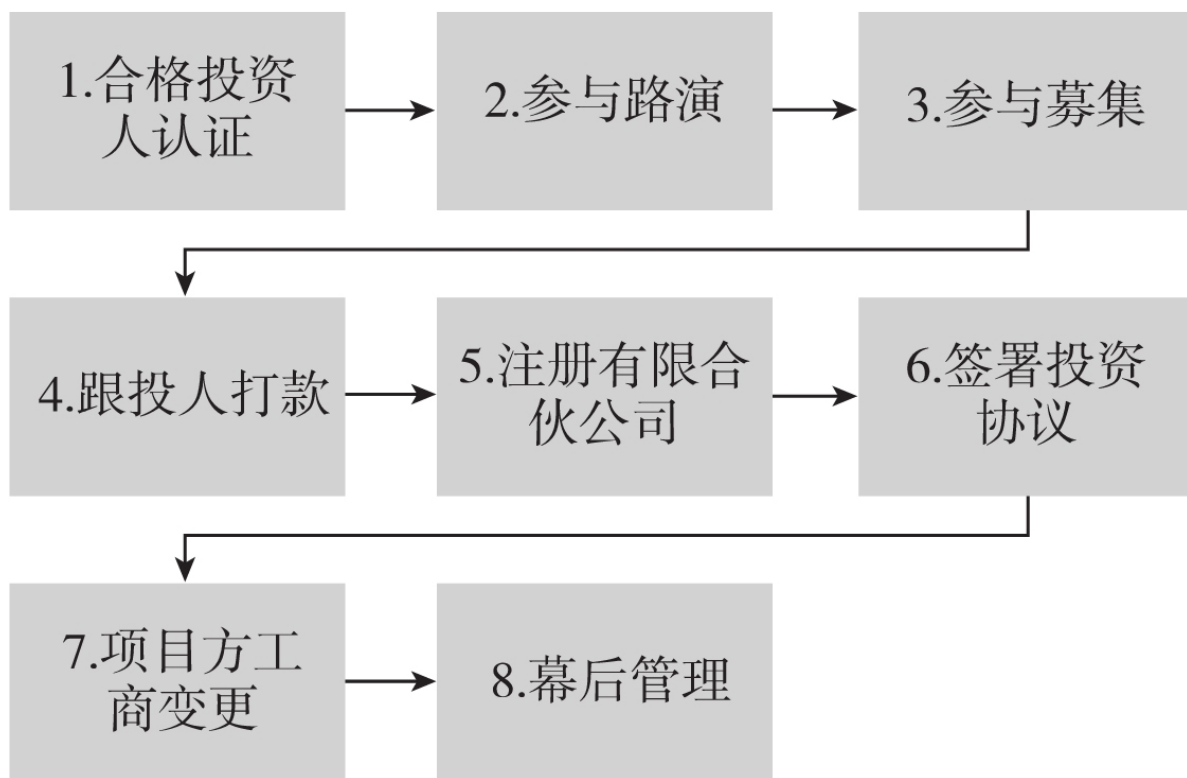 1.合格投资
人认证
2.参与路演
3.参与募集
4.跟投人打款
5.注册有限合
伙公司
6.签署投资
协议
7.项目方工
商变更
8.幕后管理